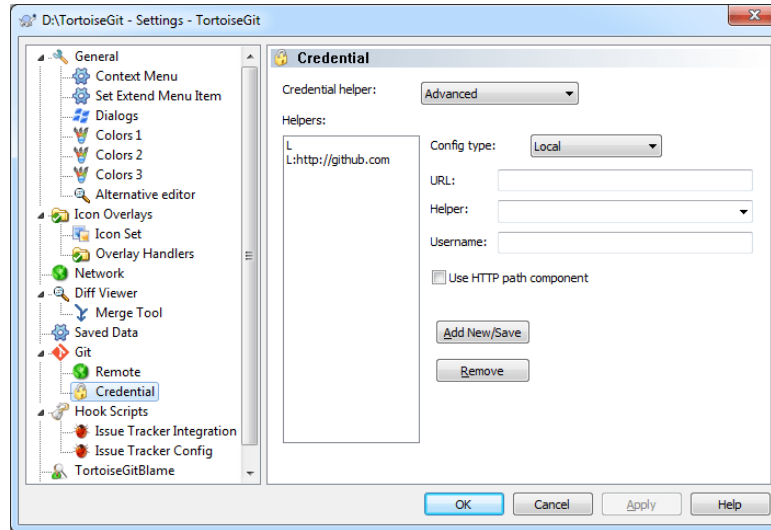 D:\TortoiseGit - Settings - TortoiseGit
General
Context Menu
Set Extend Menu Item
Dialogs
Colors 1
Colors 2
Colors 3
Alternative editor
Icon Overlays
Icon Set
Overlay Handlers
Network
Diff Viewer
Merge Tool
Saved Data
Git
Remote
Credential
Hook Scripts
Issue Tracker Integration
Issue Tracker Config
TortoiseGitBlame
Credential
Credential helper:
Advanced
Helpers:
L
L:http://github.com
Config type:
Local
URL:
Helper:
Username:
Use HTTP path component
Add New/Save
Remove
OK
Cancel
Apply
Help